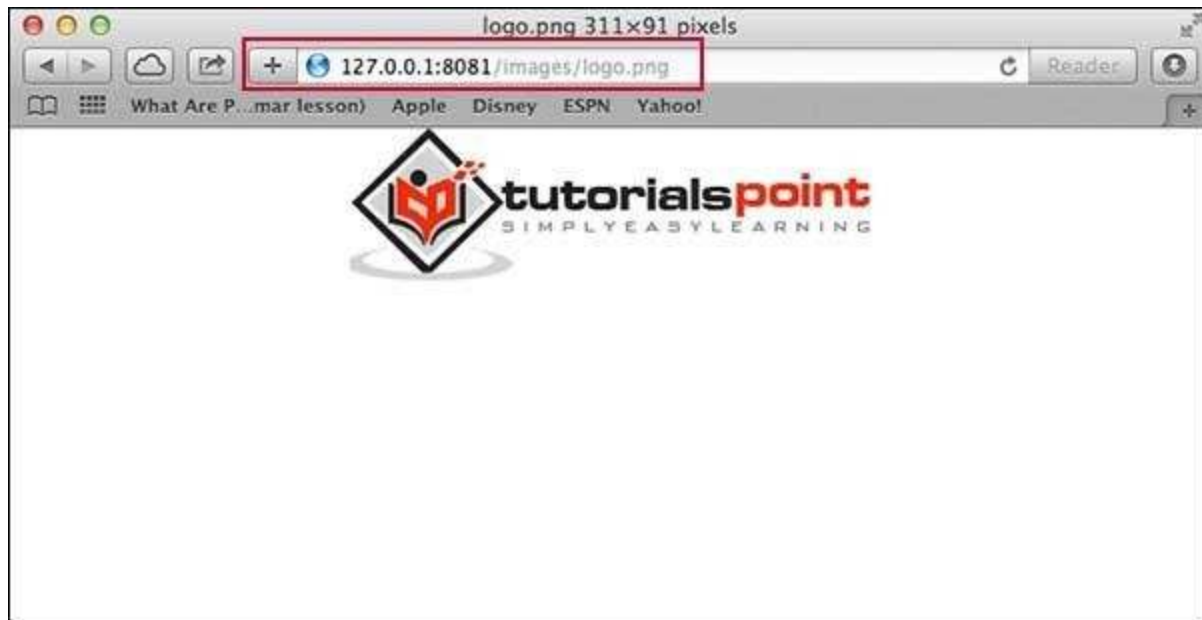 logo.png 311×91 pixels
127.0.0.1:8081/images/logo.png
Reader
What Are P...mar lesson) Apple Disney ESPN Yahoo!
tutorialspoint
SIMPLYEASYLEARNING